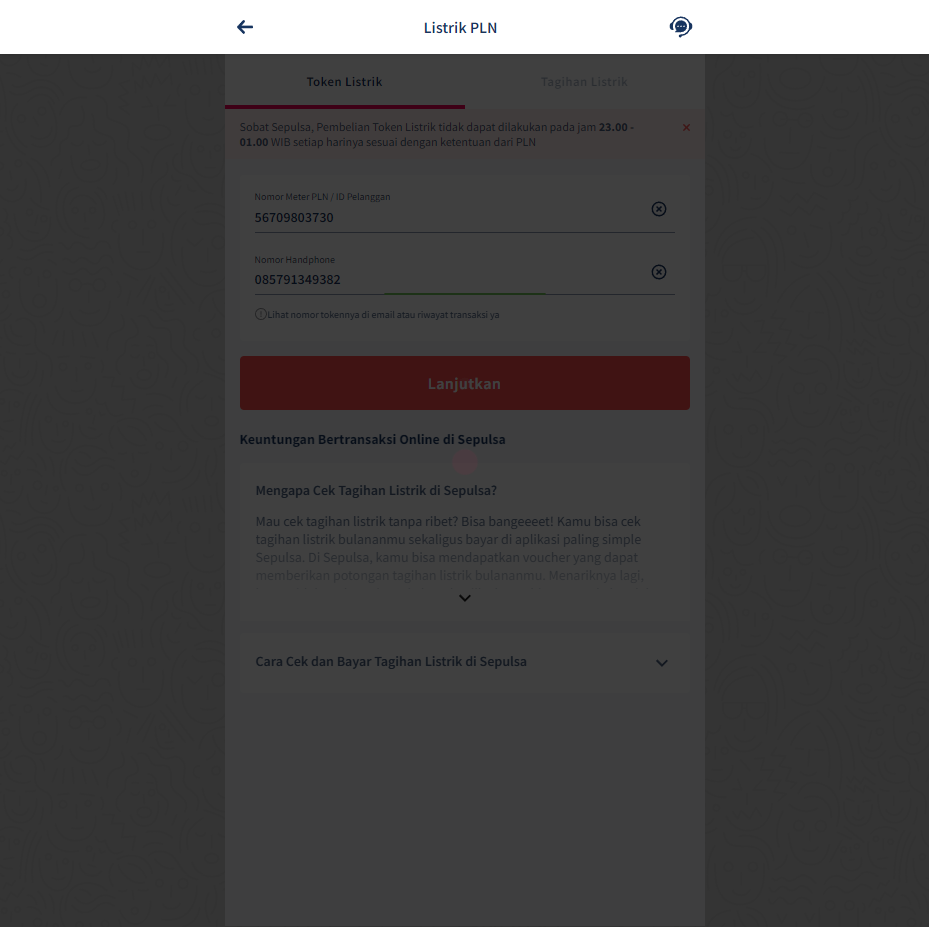 Listrik PLN
Token Listrik
Tagihan Listrik
Sobat Sepulsa, Pembelian Token Listrik tidak dapat dilakukan pada jam 23.00 -
01.00 WIB setiap harinya sesuai dengan ketentuan dari PLN
Nomor Meter PLN / ID Pelanggan
56709803730
Nomor Handphone
085791349382
Lihat nomor tokennya di email atau riwayat transaksi ya
Lanjutkan
Keuntungan Bertransaksi Online di Sepulsa
Mengapa Cek Tagihan Listrik di Sepulsa?
Mau cek tagihan listrik tanpa ribet? Bisa bangeeeet! Kamu bisa cek
tagihan listrik bulananmu sekaligus bayar di aplikasi paling simple
Sepulsa. Di Sepulsa, kamu bisa mendapatkan voucher yang dapat
memberikan potongan tagihan listrik bulananmu. Menariknya lagi,
Cara Cek dan Bayar Tagihan Listrik di Sepulsa